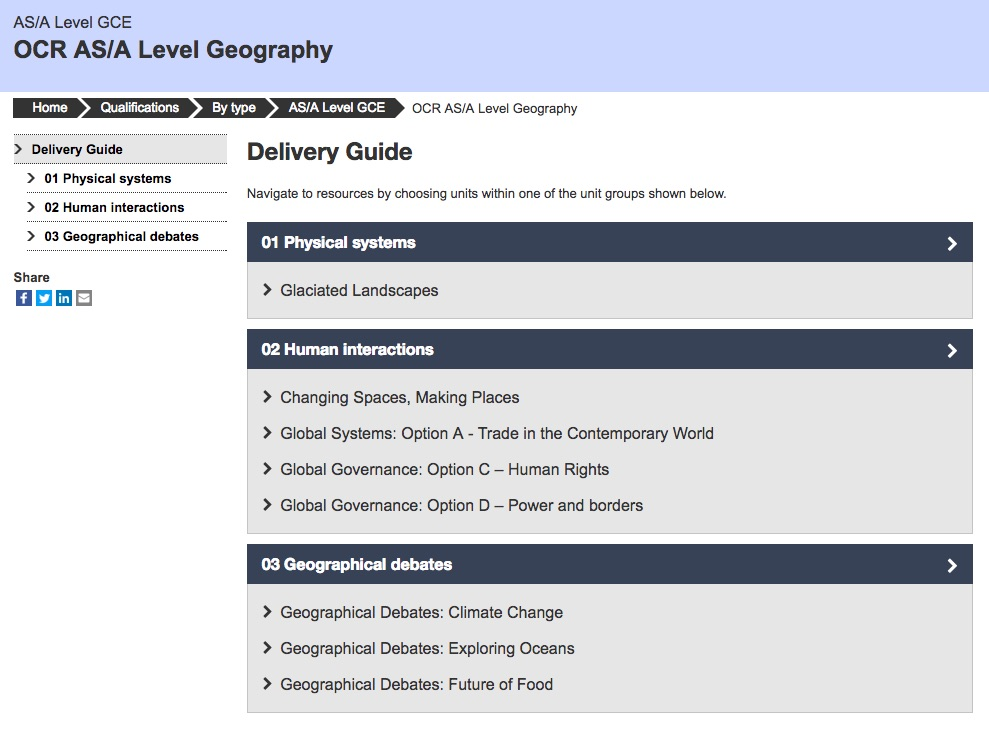 AS/A Level GCE
OCR AS/A Level Geography
Home Qualifications By type AS/A Level GCE OCR AS/A Level Geography
Delivery Guide
01 Physical systems
02 Human interactions
03 Geographical debates
Share
Delivery Guide
Navigate to resources by choosing units within one of the unit groups shown below.
01 Physical systems
Glaciated Landscapes
02 Human interactions
Changing Spaces, Making Places
Global Systems: Option A - Trade in the Contemporary World
Global Governance: Option C – Human Rights
Global Governance: Option D – Power and borders
03 Geographical debates
Geographical Debates: Climate Change
Geographical Debates: Exploring Oceans
Geographical Debates: Future of Food